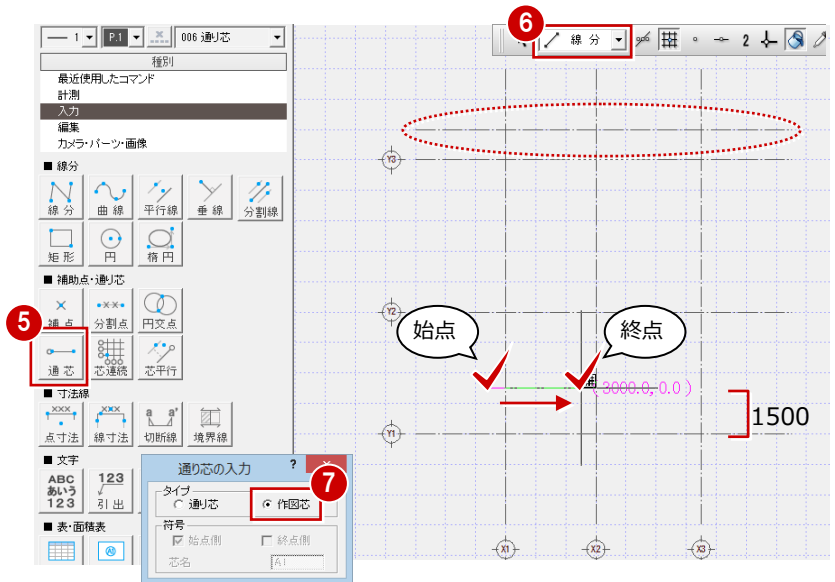 1 P.1 006 通り芯
種別
最近使用したコマンド
計測
入力
編集
カメラ・パーツ・画像
■ 線分
線 分 曲 線 平行線 垂 線 分割線
矩 形 円 楕 円
■ 補助点・通り芯
補 点 分割点 円交点
5
通 芯 芯連続 芯平行
■ 寸法線
点寸法 線寸法 切断線 境界線
■ 文字
ABC あいう 123
123 引 出
■ 表・面積表
6
線 分
2
Y3
Y2
始点
終点
(3000.0,0.0)
1500
Y1
X1 X2 X3
通り芯の入力 ?
7
タイプ
通り芯 作図芯
符号
始点側 終点側
芯名 A1